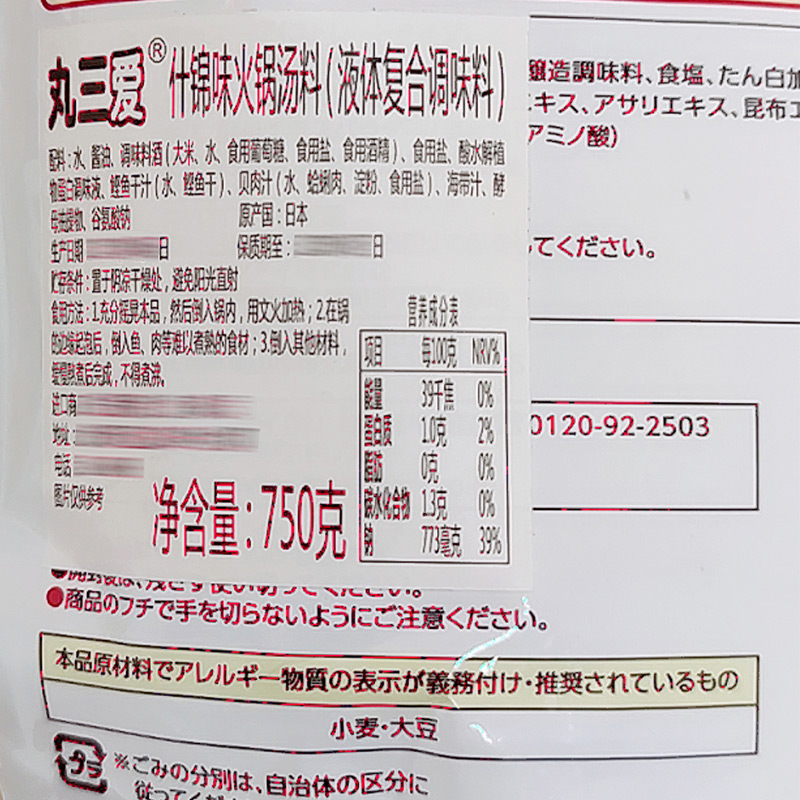 丸三爱® 什锦味火锅汤料(液体复合调味料)
配料:水、酱油、调味料酒(大米、水、食用葡萄糖、食用盐、食用酒精)、食用盐、酸水解植
物蛋白调味液、鲣鱼干汁(水、鲣鱼干)、贝肉汁(水、蛤蜊肉、淀粉、食用盐)、海带汁、酵
母抽提物、谷氨酸钠 原产国:日本
生产日期 日 保质期至: 日
贮存条件:置于阴凉干燥处,避免阳光直射
食用方法:1.充分摇晃本品,然后倒入锅内,用文火加热;2.在锅
的边缘起泡后,倒入鱼、肉等难以煮熟的食材;3.倒入其他材料,
缓慢熬煮后完成,不得煮沸。
进口商
地址:
电话
图片仅供参考
净含量:750克
营养成分表
项目 每100克 NRV%
能量 39千焦 0%
蛋白质 1.0克 2%
脂肪 0克 0%
碳水化合物 1.3克 0%
钠 773毫克 39%
醸造調味料、食塩、たん白加
キス、アサリエキス、昆布エ
アミノ酸)
てください。
0120-92-2503
●商品のフチで手を切らないようにご注意ください。
本品原材料でアレルギー物質の表示が義務付け・推奨されているもの
小麦・大豆
プラ
※ごみの分別は、自治体の区分に